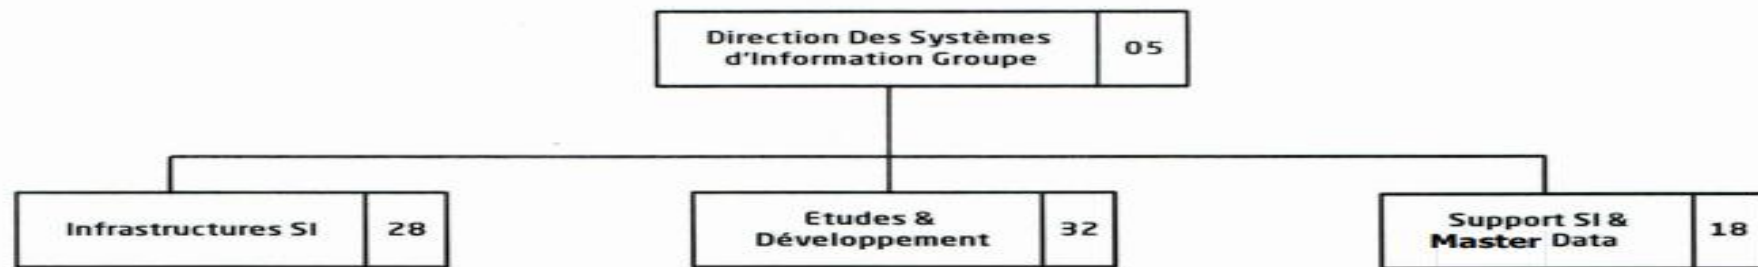 Direction Des Systèmes
d'Information Groupe
05
Infrastructures SI
28
Etudes &
Développement
32
Support SI &
Master Data
18